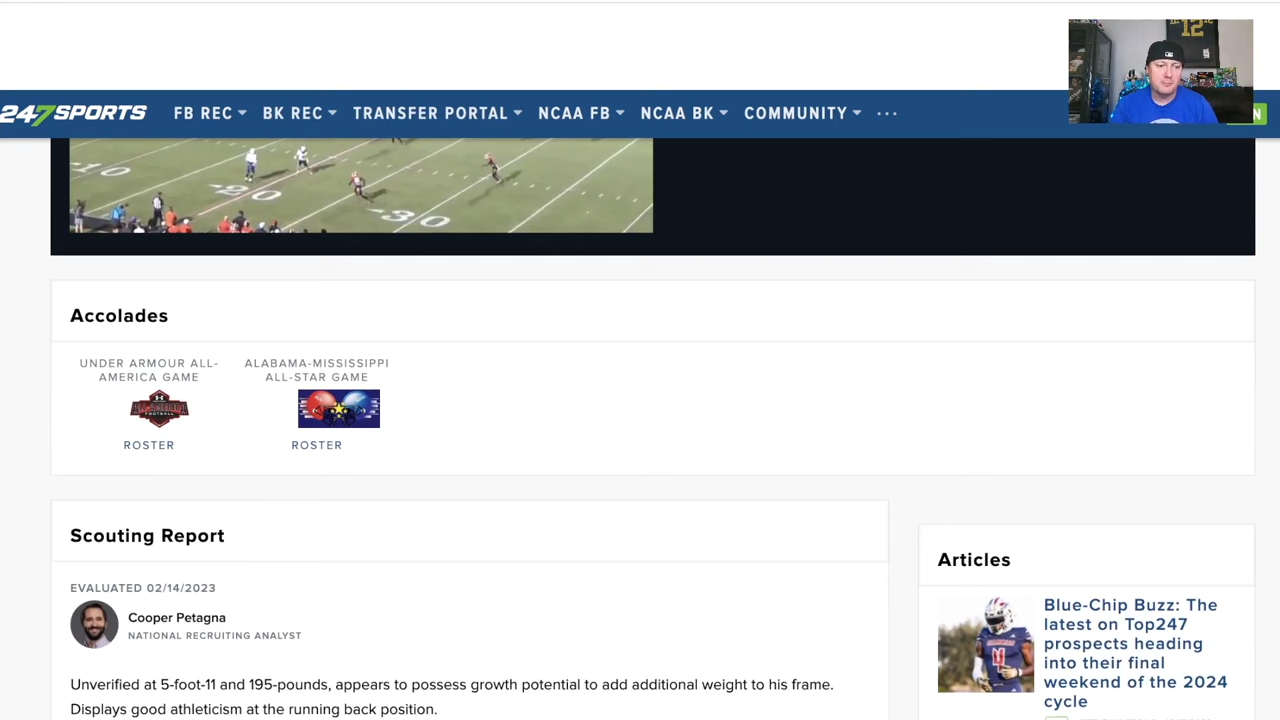 12
247SPORTS FB REC BK REC TRANSFER PORTAL NCAA FB NCAA BK COMMUNITY ...
-20
-30
Accolades
UNDER ARMOUR ALL-
AMERICA GAME
ROSTER
ALABAMA-MISSISSIPPI
ALL-STAR GAME
ROSTER
Scouting Report
EVALUATED 02/14/2023
Cooper Petagna
NATIONAL RECRUITING ANALYST
Unverified at 5-foot-11 and 195-pounds, appears to possess growth potential to add additional weight to his frame.
Displays good athleticism at the running back position.
Articles
Blue-Chip Buzz: The
latest on Top247
prospects heading
into their final
weekend of the 2024
cycle